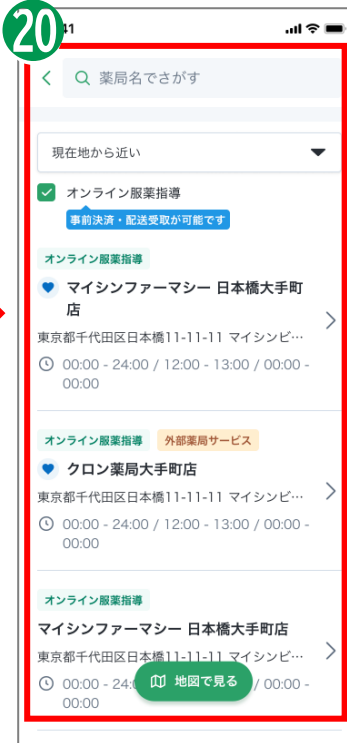 20
41
薬局名でさがす
現在地から近い
オンライン服薬指導
事前決済・配送受取が可能です
オンライン服薬指導
マイシンファーマシー 日本橋大手町
店
東京都千代田区日本橋11-11-11 マイシンビ…
00:00 - 24:00 / 12:00 - 13:00 / 00:00 -
00:00
オンライン服薬指導 外部薬局サービス
クロン薬局大手町店
東京都千代田区日本橋11-11-11 マイシンビ…
00:00 - 24:00 / 12:00 - 13:00 / 00:00 -
00:00
オンライン服薬指導
マイシンファーマシー 日本橋大手町店
東京都千代田区日本橋11-11-11 マイシンビ…
地図で見る
00:00 - 24:0 / 00:00 -
00:00